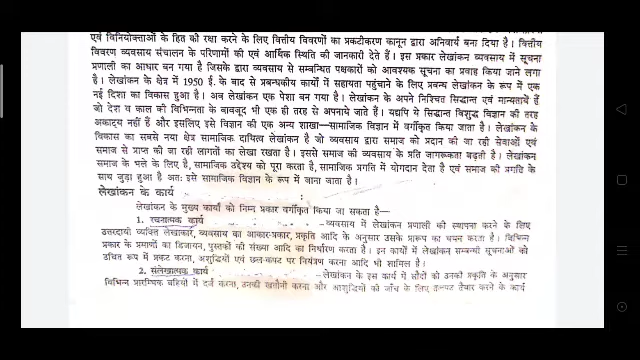 एवं विनियोक्ताओं के हित की रक्षा करने के लिए वित्तीय विवरणों का प्रकटीकरण कानून द्वारा अनिवार्य बना दिया है। वित्तीय
विवरण व्यवसाय संचालन के परिणामों की एवं आर्थिक स्थिति की जानकारी देते हैं। इस प्रकार लेखांकन व्यवसाय में सूचना
प्रणाली का आधार बन गया है जिसके द्वारा व्यवसाय से सम्बन्धित पक्षकारों को आवश्यक सूचना का प्रवाह किया जाने लगा
है। लेखांकन के क्षेत्र में 1950 ई. के बाद से प्रबन्धकीय कार्यों में सहायता पहुंचाने के लिए प्रबन्ध लेखांकन के रूप में एक
नई दिशा का विकास हुआ है। अब लेखांकन एक पेशा बन गया है। लेखांकन के अपने निश्चित सिद्धान्त एवं मान्यतायें हैं
जो देश व काल की विभिन्नता के बावजूद भी एक ही तरह से अपनाये जाते हैं। यद्यपि ये सिद्धान्त विशुद्ध विज्ञान की तरह
अकाट्य नहीं हैं और इसलिए इसे विज्ञान की एक अन्य शाखा—सामाजिक विज्ञान में वर्गीकृत किया जाता है। लेखांकन के
विकास का सबसे नया क्षेत्र सामाजिक दायित्व लेखांकन है जो व्यवसाय द्वारा समाज को प्रदान की जा रही सेवाओं एवं
समाज से प्राप्त की जा रही लागतों का लेखा रखता है। इससे समाज की व्यवसाय के प्रति जागरूकता बढ़ती है। लेखांकन
समाज के भले के लिए है, सामाजिक उद्देश्य को पूरा करता है, सामाजिक प्रगति में योगदान देता है एवं समाज की प्रगति के
साथ जुड़ा हुआ है अतः इसे सामाजिक विज्ञान के रूप में जाना जाता है।
लेखांकन के कार्य
लेखांकन के मुख्य कार्यों को निम्न प्रकार वर्गीकृत किया जा सकता है—
1. रचनात्मक कार्य व्यवसाय में लेखांकन प्रणाली की स्थापना करने के लिए
उत्तरदायी व्यक्ति लेखाकार, व्यवसाय का आकार-प्रकार, प्रकृति आदि के अनुसार उसके प्रारूप का चयन करता है। विभिन्न
प्रकार के प्रमाणों का डिजायन, पुस्तकों की संख्या आदि का निर्धारण करता है। इन कार्यों में लेखांकन सम्बन्धी सूचनाओं को
उचित रूप में प्रकट करना, अशुद्धियों एवं छल-कपट पर नियंत्रण करना आदि भी शामिल है।
2. संलेखात्मक कार्य लेखांकन के इस कार्य में सौदों को उनकी प्रकृति के अनुसार
विभिन्न प्रारम्भिक बहियों में दर्ज करना, उनकी खतौनी करना और अशुद्धियों की जाँच के लिए तलपट तैयार करने के कार्य